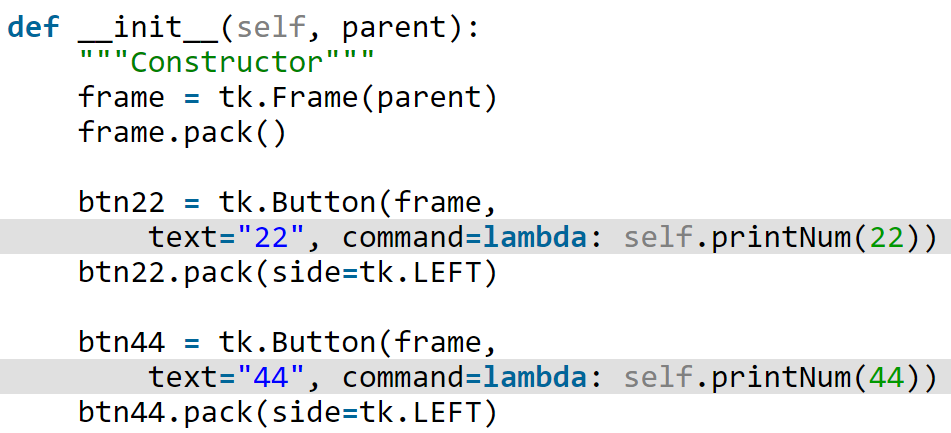 def __init__(self, parent):
    """Constructor"""
    frame = tk.Frame(parent)
    frame.pack()

    btn22 = tk.Button(frame,
        text="22", command=lambda: self.printNum(22))
    btn22.pack(side=tk.LEFT)

    btn44 = tk.Button(frame,
        text="44", command=lambda: self.printNum(44))
    btn44.pack(side=tk.LEFT)